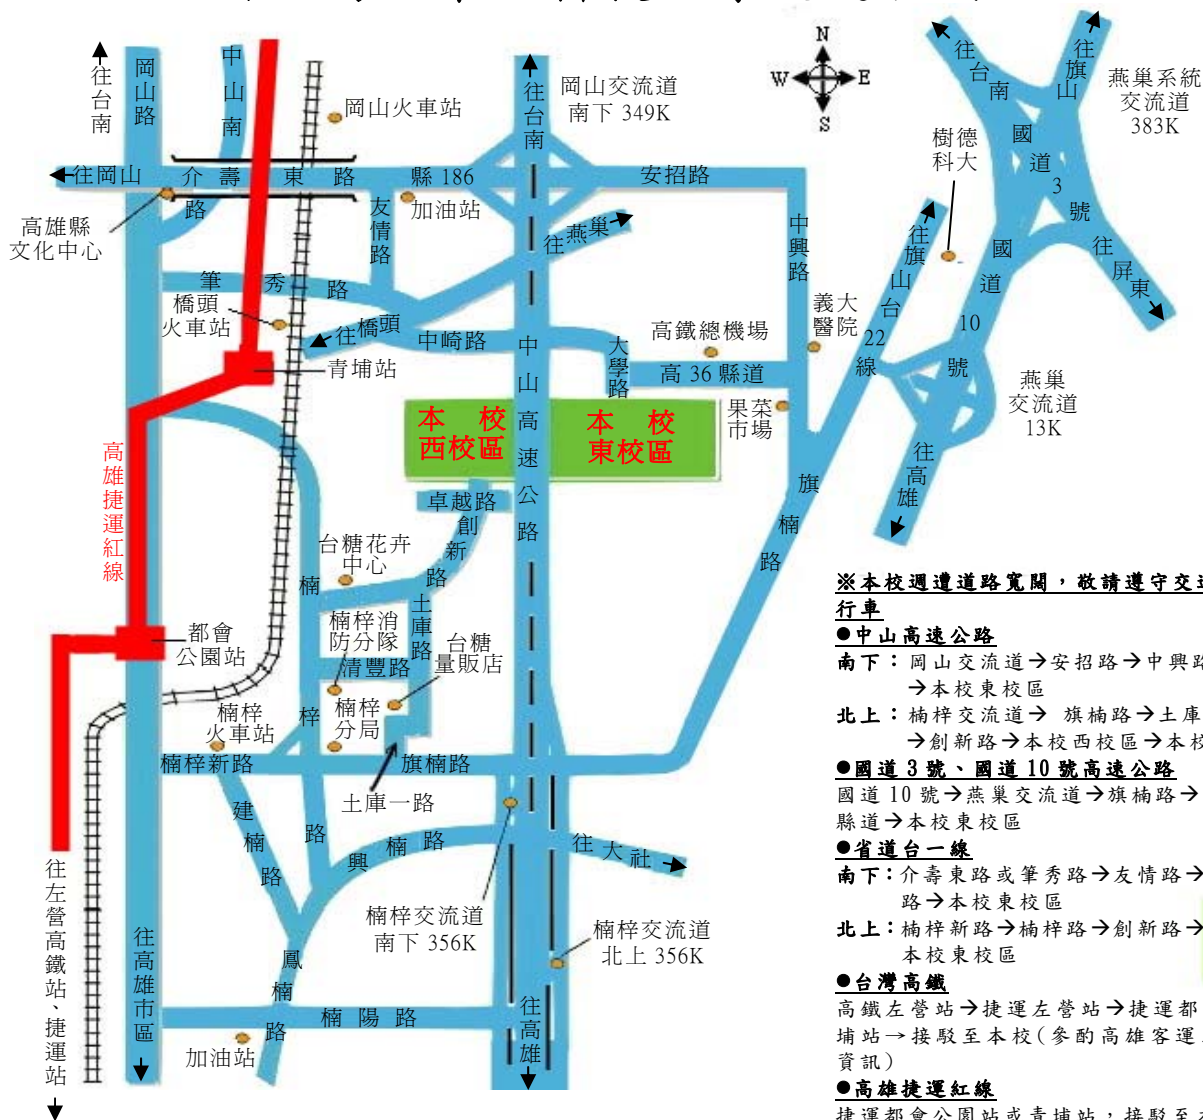 往台南
岡山路
中山南
路
岡山火車站
往台南
岡山交流道
南下 349K
N
W
E
S
往台南
往旗山
燕巢系統
交流道
383K
國道3號
樹德
科大
往岡山
介壽東路
縣 186
安招路
加油站
友情路
高雄縣
文化中心
往燕巢
中興路
往旗山
台22線
國道10號
往屏東
筆秀路
橋頭
火車站
往橋頭
中崎路
大學路
高鐵總機場
義大
醫院
青埔站
高 36 縣道
中山高速公路
果菜
市場
燕巢
交流道
13K
本 校
西校區
本 校
東校區
往高雄
高雄捷運紅線
卓越路
創新路
旗楠路
台糖花卉
中心
楠梓路
土庫路
楠梓消
防分隊
台糖
量販店
都會
公園站
清豐路
楠梓
火車站
楠梓
分局
楠梓新路
旗楠路
土庫一路
建楠路
興楠路
往大社
楠梓交流道
南下 356K
楠梓交流道
北上 356K
往左營高鐵站、捷運站
往高雄市區
鳳楠路
楠陽路
加油站
往高雄
※本校週遭道路寬闊，敬請遵守交
行車
●中山高速公路
南下：岡山交流道→安招路→中興路
→本校東校區
北上：楠梓交流道→ 旗楠路→土庫
→創新路→本校西校區→本校
●國道 3 號、國道 10 號高速公路
國道 10 號→燕巢交流道→旗楠路→
縣道→本校東校區
●省道台一線
南下：介壽東路或筆秀路→友情路→
路→本校東校區
北上：楠梓新路→楠梓路→創新路→
本校東校區
●台灣高鐵
高鐵左營站→捷運左營站→捷運都
埔站→接駁至本校(參酌高雄客運
資訊)
●高雄捷運紅線
捷運都會公園站或青埔站，接駁至